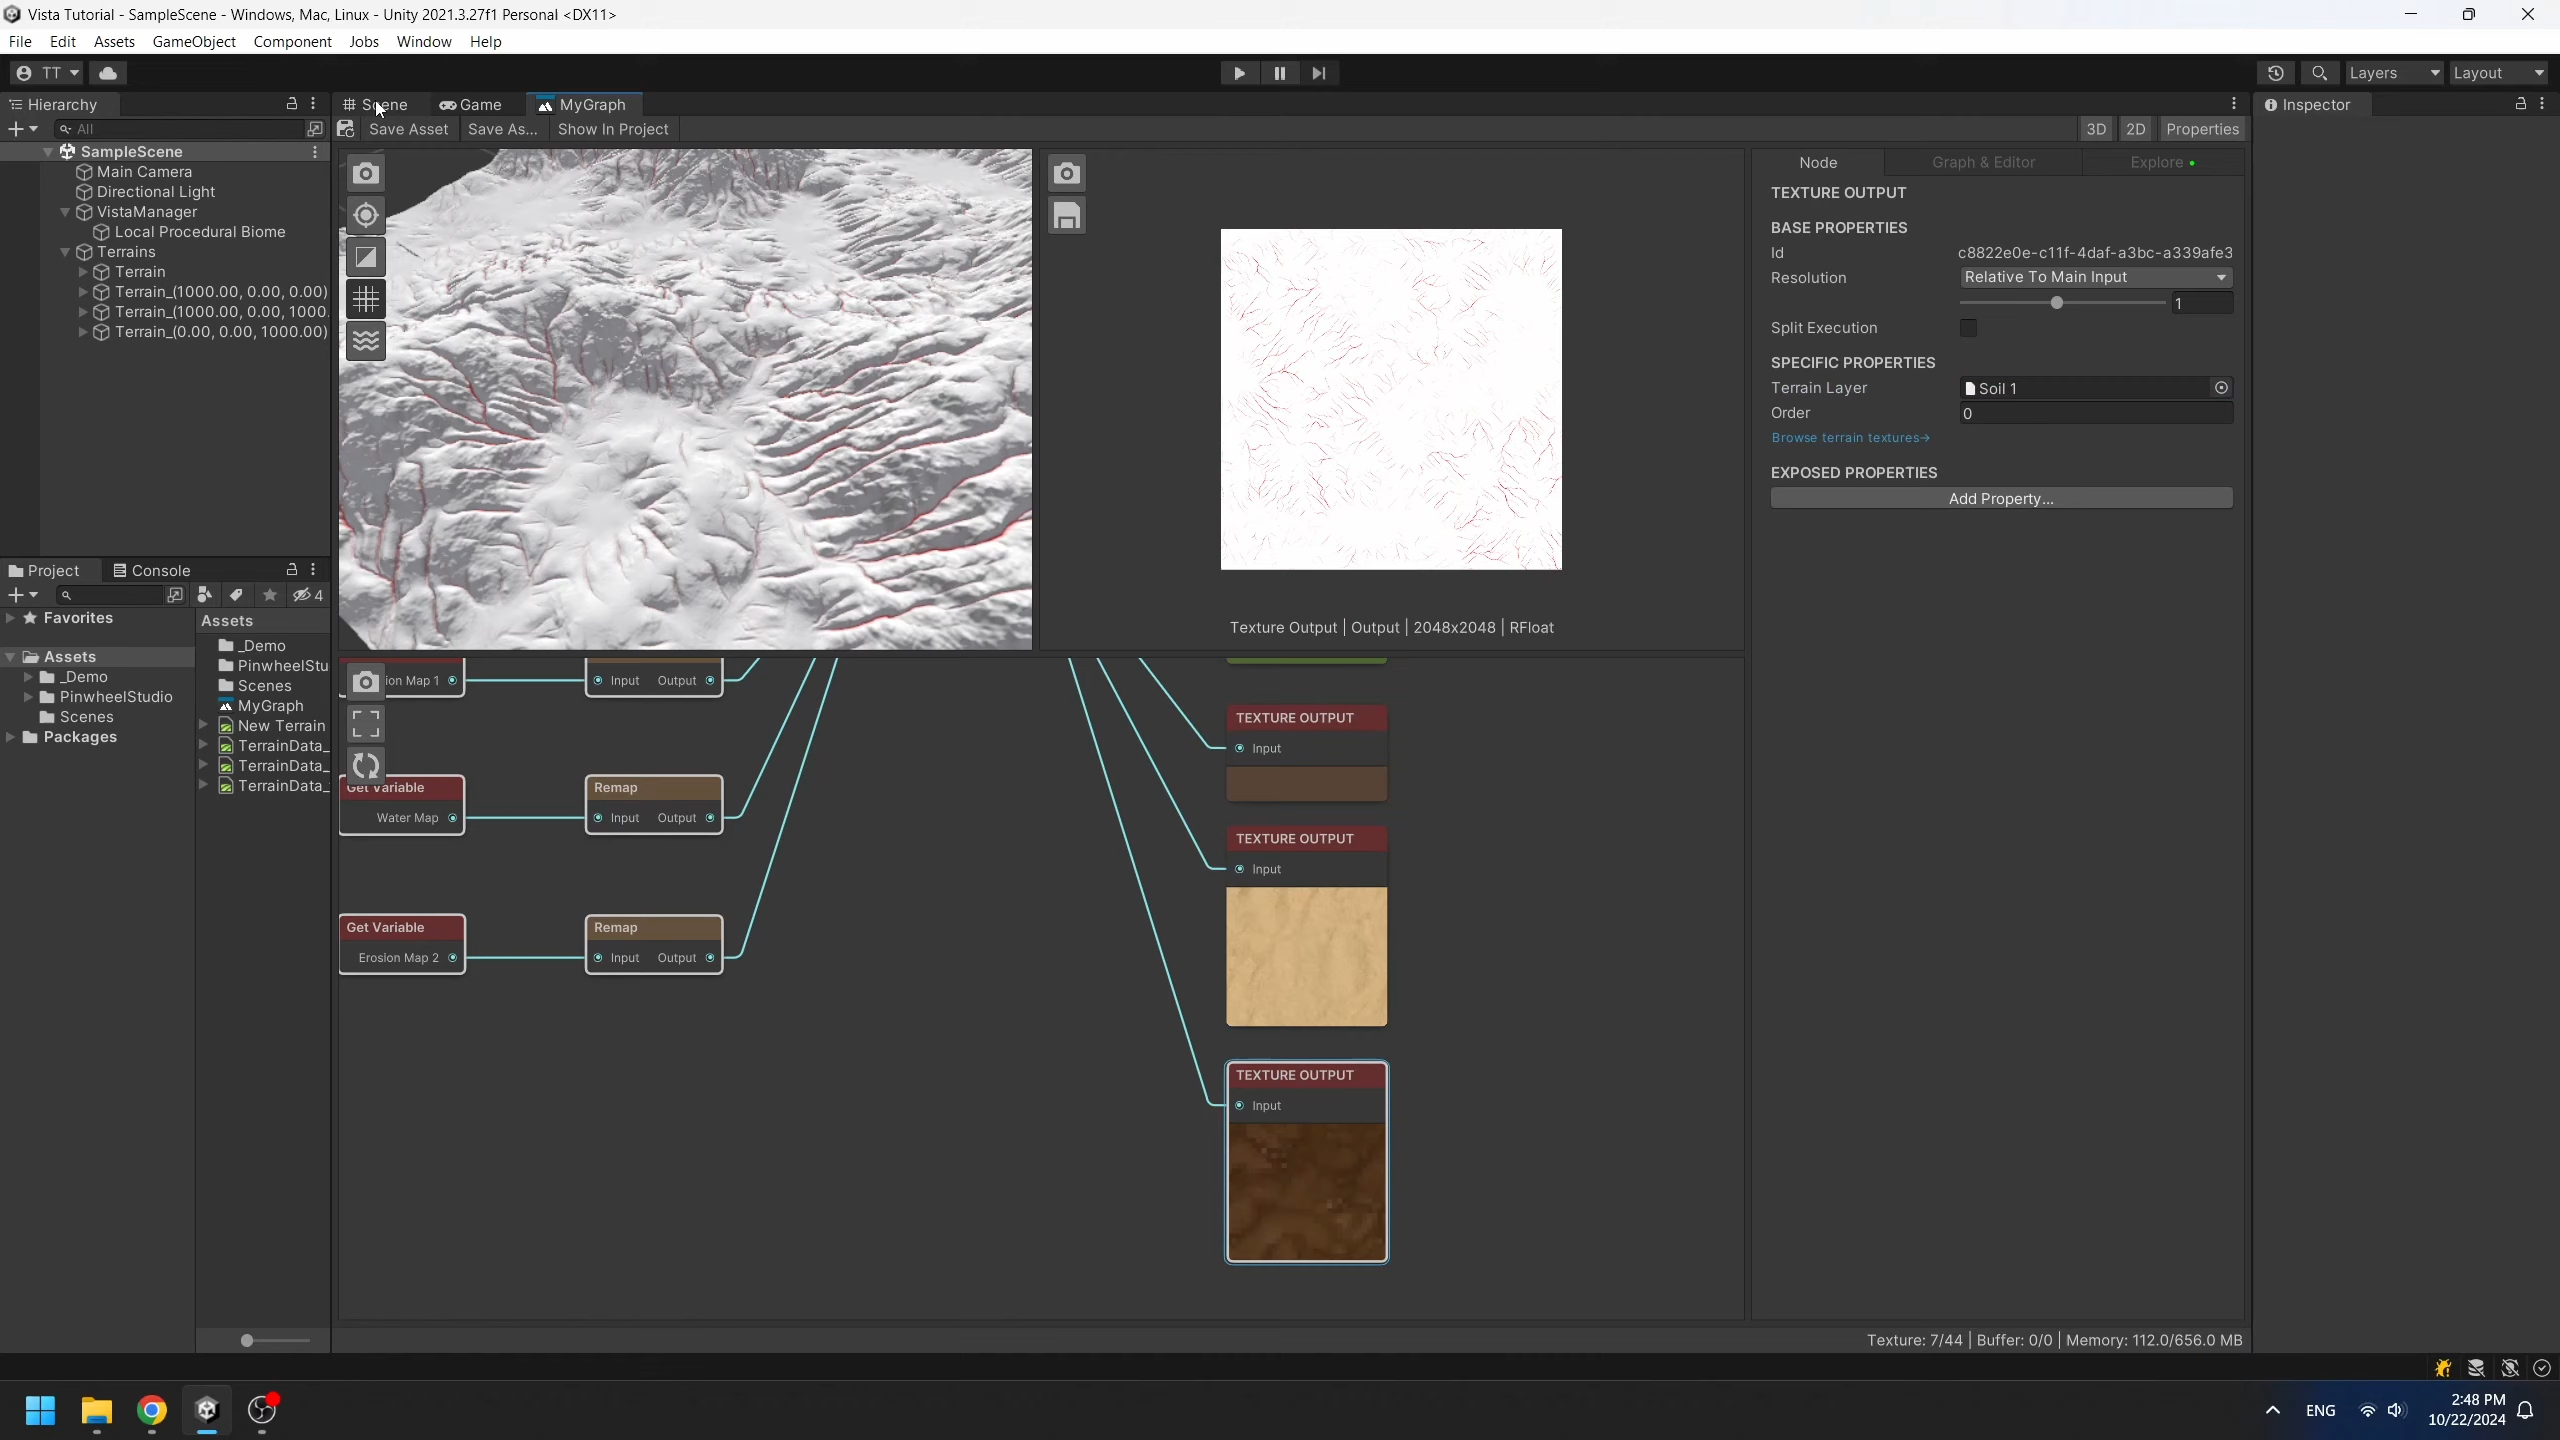 Vista Tutorial - SampleScene - Windows, Mac, Linux - Unity 2021.3.27f1 Personal <DX11>
File Edit Assets GameObject Component Jobs Window Help
TT
Layers Layout
Hierarchy
Scene Game MyGraph
Inspector
All
Save Asset Save As... Show In Project
3D 2D Properties
SampleScene
Main Camera
Directional Light
VistaManager
Local Procedural Biome
Terrains
Terrain
Terrain_(1000.00, 0.00, 0.00)
Terrain_(1000.00, 0.00, 1000.
Terrain_(0.00, 0.00, 1000.00)
Project Console
4
Favorites
Assets
_Demo
PinwheelStudio
Scenes
Packages
Assets
_Demo
PinwheelStu
Scenes
MyGraph
New Terrain
TerrainData_
TerrainData_
TerrainData_
Texture Output | Output | 2048x2048 | RFloat
ion Map 1
Input Output
Get Variable
Water Map
Remap
Input Output
Get Variable
Erosion Map 2
Remap
Input Output
TEXTURE OUTPUT
Input
TEXTURE OUTPUT
Input
TEXTURE OUTPUT
Input
Node Graph & Editor Explore
TEXTURE OUTPUT
BASE PROPERTIES
Id c8822e0e-c11f-4daf-a3bc-a339afe3
Resolution Relative To Main Input
1
Split Execution
SPECIFIC PROPERTIES
Terrain Layer Soil 1
Order 0
Browse terrain textures→
EXPOSED PROPERTIES
Add Property...
Texture: 7/44 | Buffer: 0/0 | Memory: 112.0/656.0 MB
ENG
2:48 PM
10/22/2024